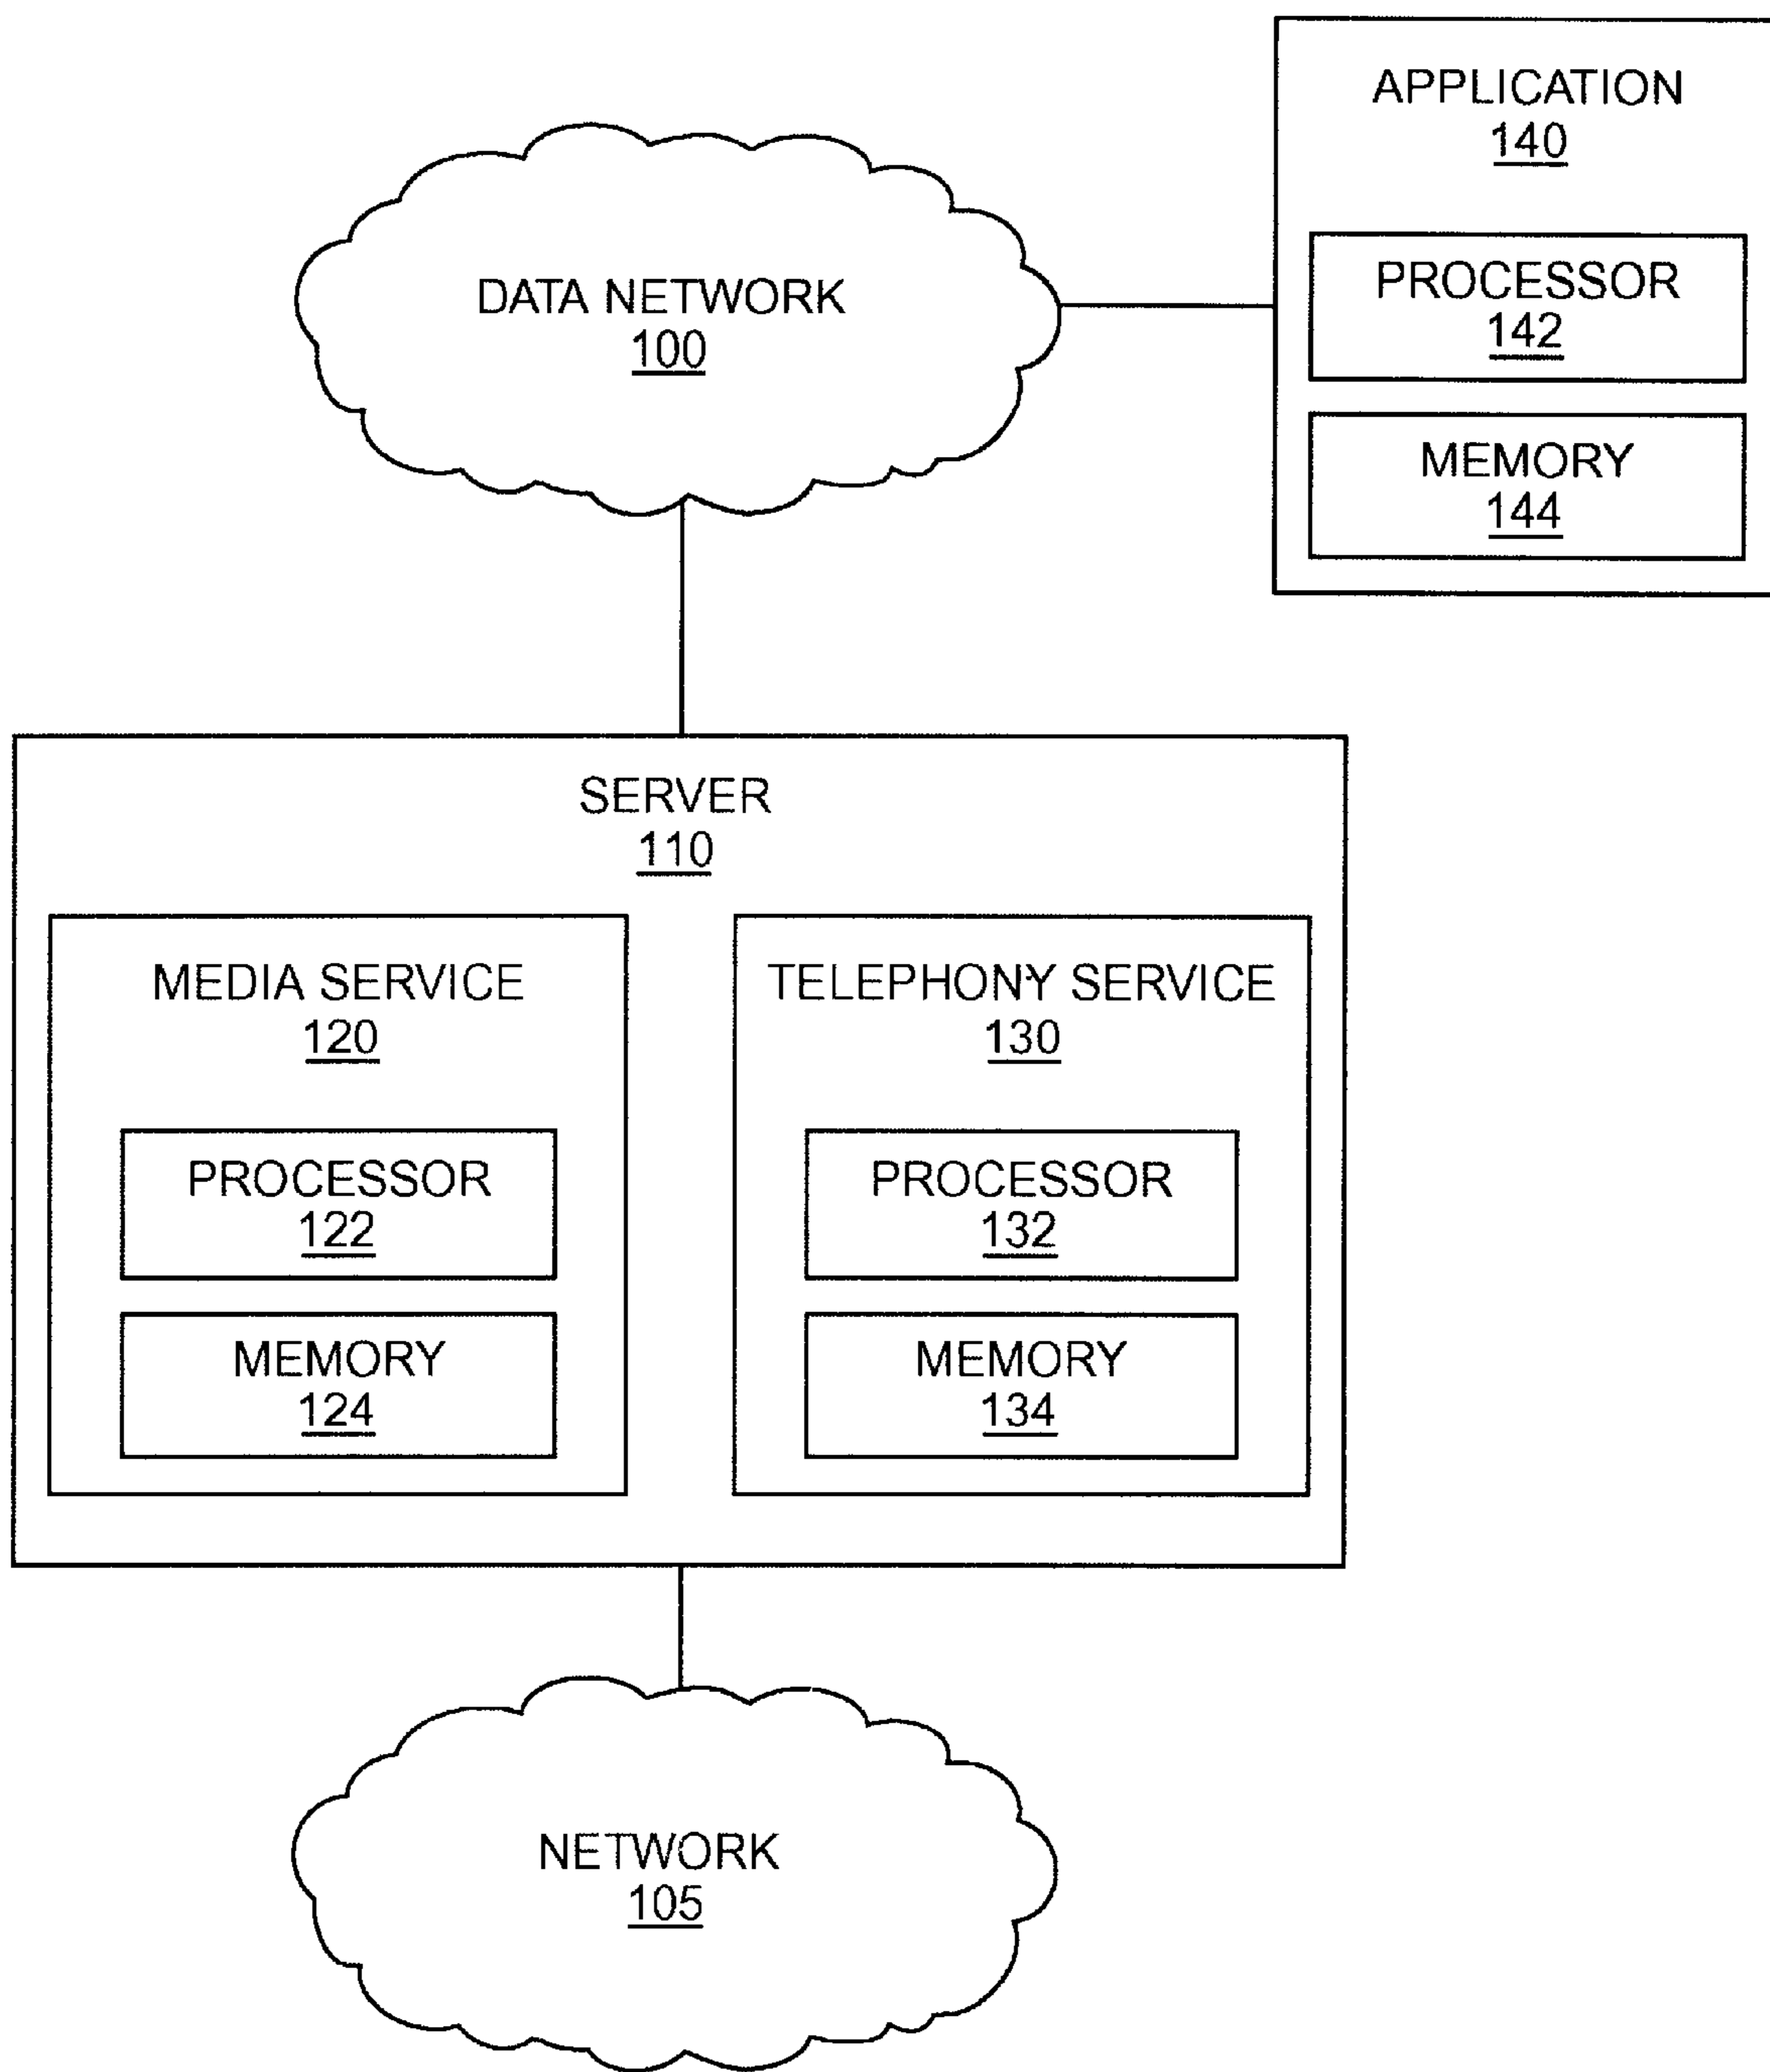 APPLICATION
140
PROCESSOR
142
MEMORY
144
DATA NETWORK
100
SERVER
110
MEDIA SERVICE
120
PROCESSOR
122
MEMORY
124
TELEPHONY SERVICE
130
PROCESSOR
132
MEMORY
134
NETWORK
105